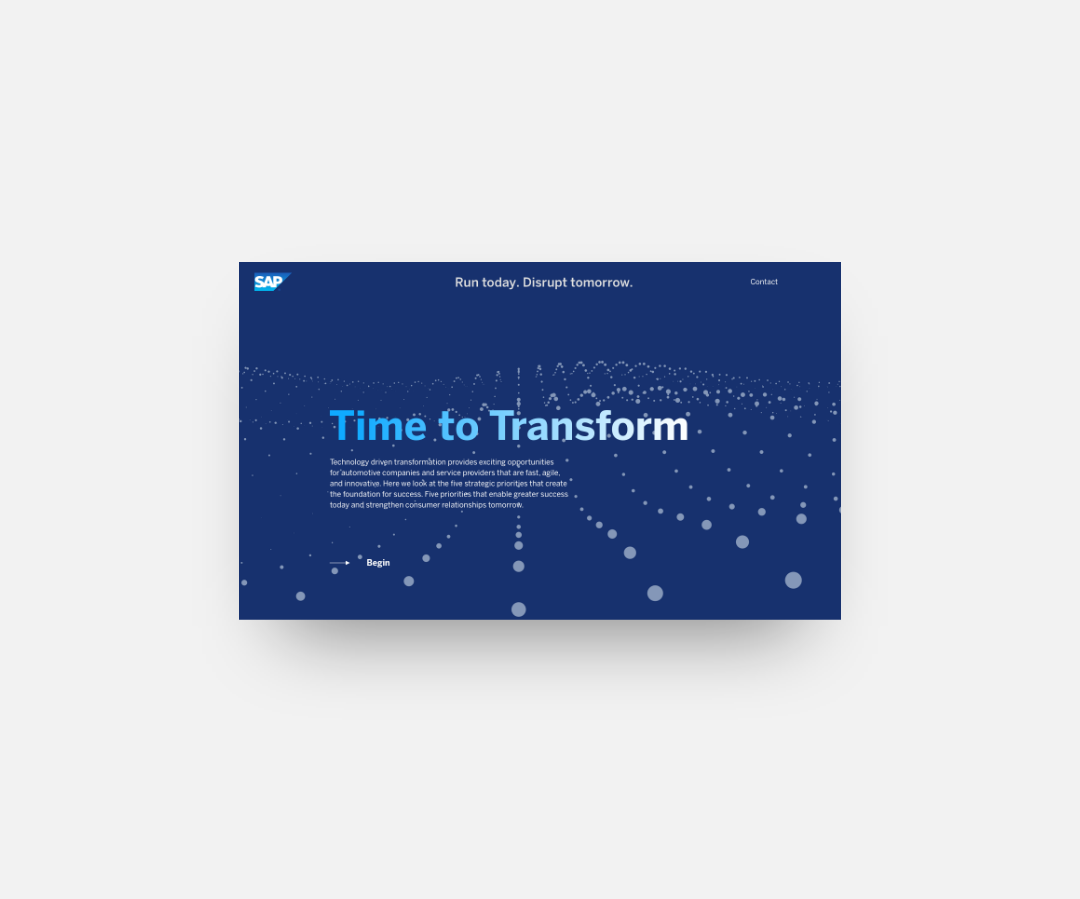 SAP
Run today. Disrupt tomorrow.
Contact
Time to Transform
Technology driven transformation provides exciting opportunities
for automotive companies and service providers that are fast, agile,
and innovative. Here we look at the five strategic priorities that create
the foundation for success. Five priorities that enable greater success
today and strengthen consumer relationships tomorrow.
Begin